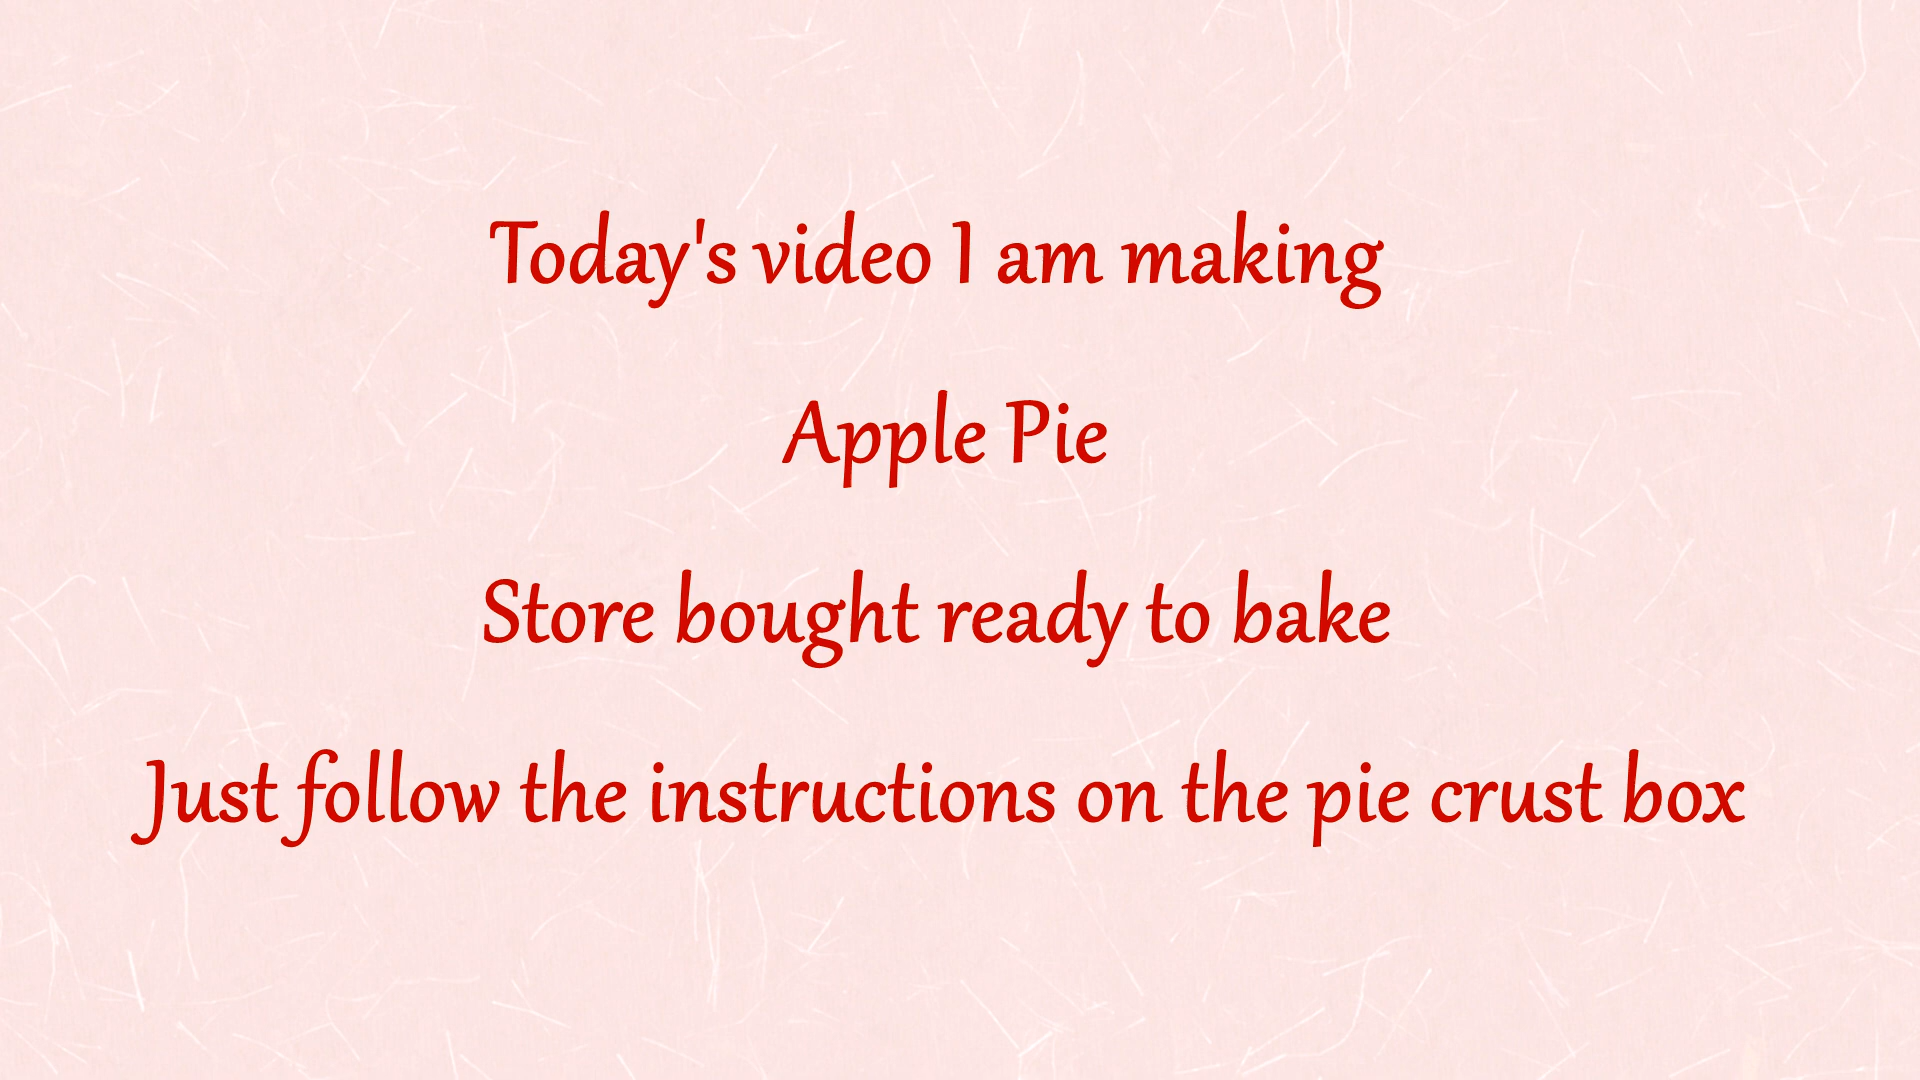 Today's video I am making
Apple Pie
Store bought ready to bake
Just follow the instructions on the pie crust box